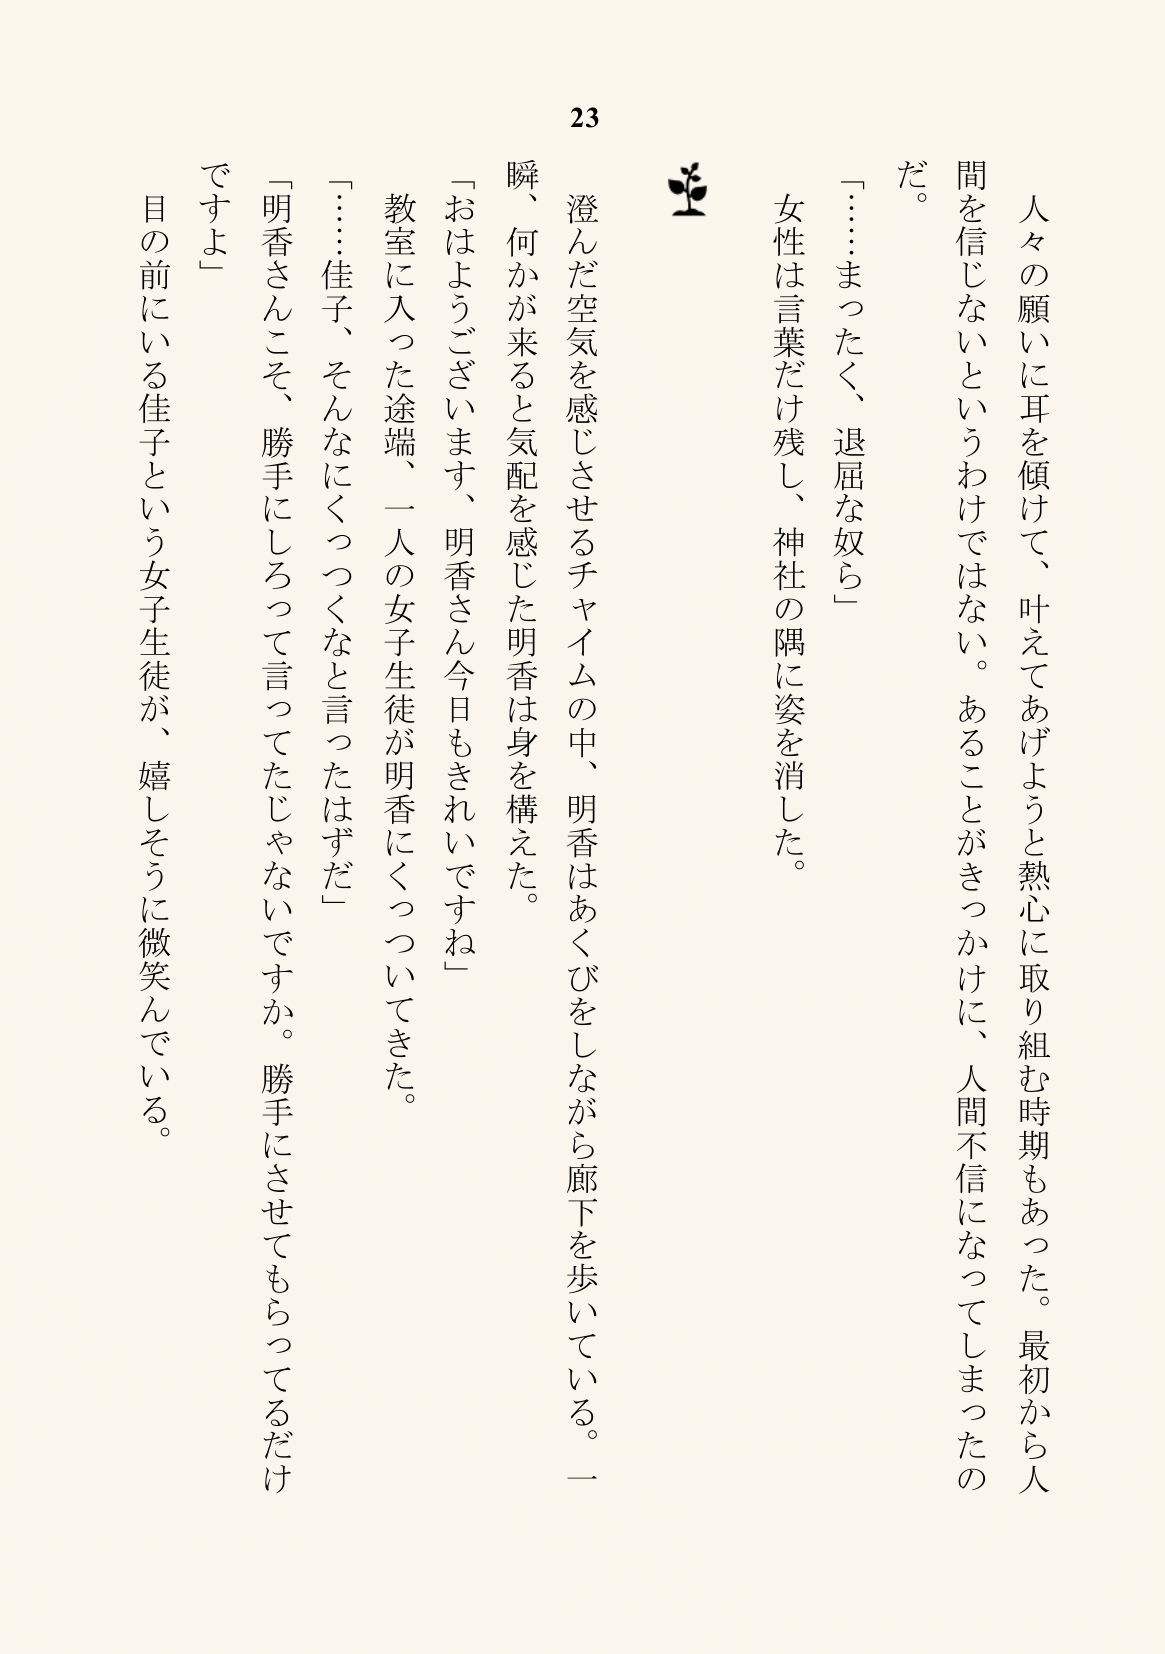 23
人々の願いに耳を傾けて、叶えてあげようと熱心に取り組む時期もあった。最初から人
間を信じないというわけではない。あることがきっかけに、人間不信になってしまったの
だ。
「……まったく、退屈な奴ら」
女性は言葉だけ残し、神社の隅に姿を消した。
澄んだ空気を感じさせるチャイムの中、明香はあくびをしながら廊下を歩いている。一
瞬、何かが来ると気配を感じた明香は身を構えた。
「おはようございます、明香さん今日もきれいですね」
教室に入った途端、一人の女子生徒が明香にくっついてきた。
「……佳子、そんなにくっつくなと言ったはずだ」
「明香さんこそ、勝手にしろって言ってたじゃないですか。勝手にさせてもらってるだけ
ですよ」
目の前にいる佳子という女子生徒が、嬉しそうに微笑んでいる。